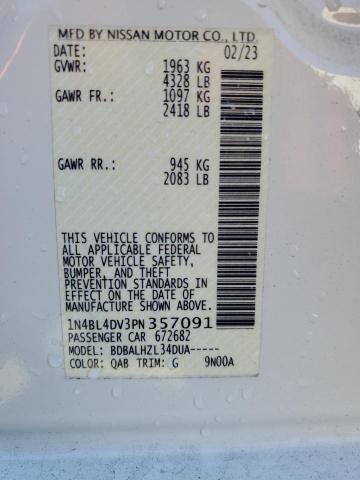 MFD BY NISSAN MOTOR CO., LTD.
DATE: 02/23
GVWR: 1963 KG
4328 LB
GAWR FR.: 1097 KG
2418 LB
GAWR RR.: 945 KG
2083 LB
THIS VEHICLE CONFORMS TO
ALL APPLICABLE FEDERAL
MOTOR VEHICLE SAFETY,
BUMPER, AND THEFT
PREVENTION STANDARDS IN
EFFECT ON THE DATE OF
MANUFACTURE SHOWN ABOVE.
1N4BL4DV3PN357091
PASSENGER CAR 672682
MODEL: BDBALHZL34DUA-----
COLOR: QAB TRIM: G 9N00A